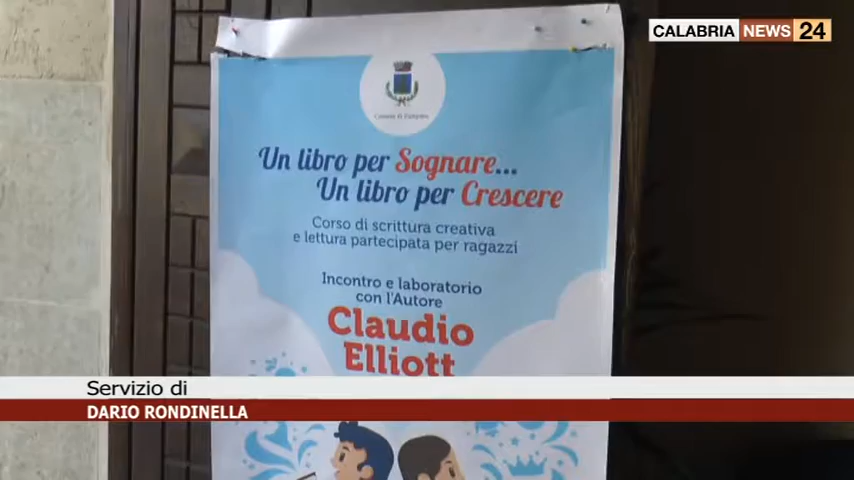 CALABRIA NEWS 24
Un libro per Sognare...
Un libro per Crescere
Corso di scrittura creativa
e lettura partecipata per ragazzi
Incontro e laboratorio
con l'Autore
Claudio
Elliott
Servizio di
DARIO RONDINELLA